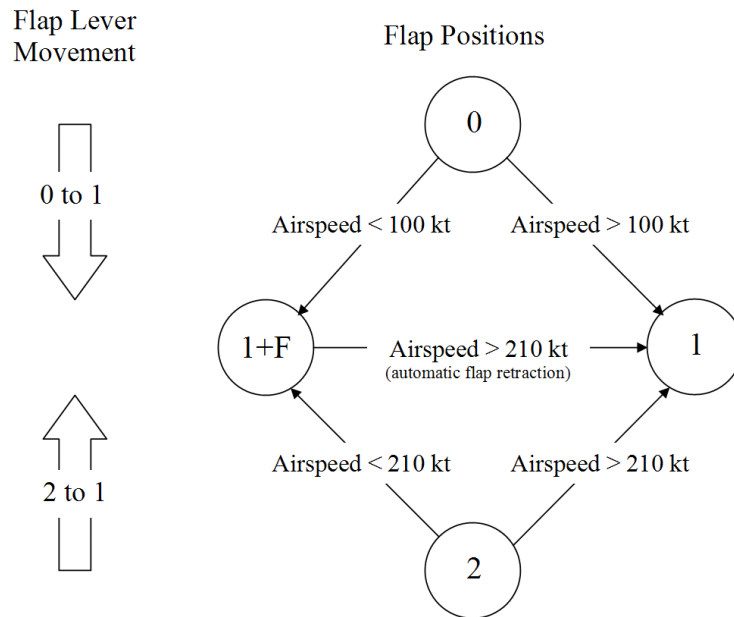 Flap Lever
Movement
Flap Positions
0
0 to 1
Airspeed < 100 kt
Airspeed > 100 kt
1+F
Airspeed > 210 kt
(automatic flap retraction)
1
Airspeed < 210 kt
Airspeed > 210 kt
2 to 1
2